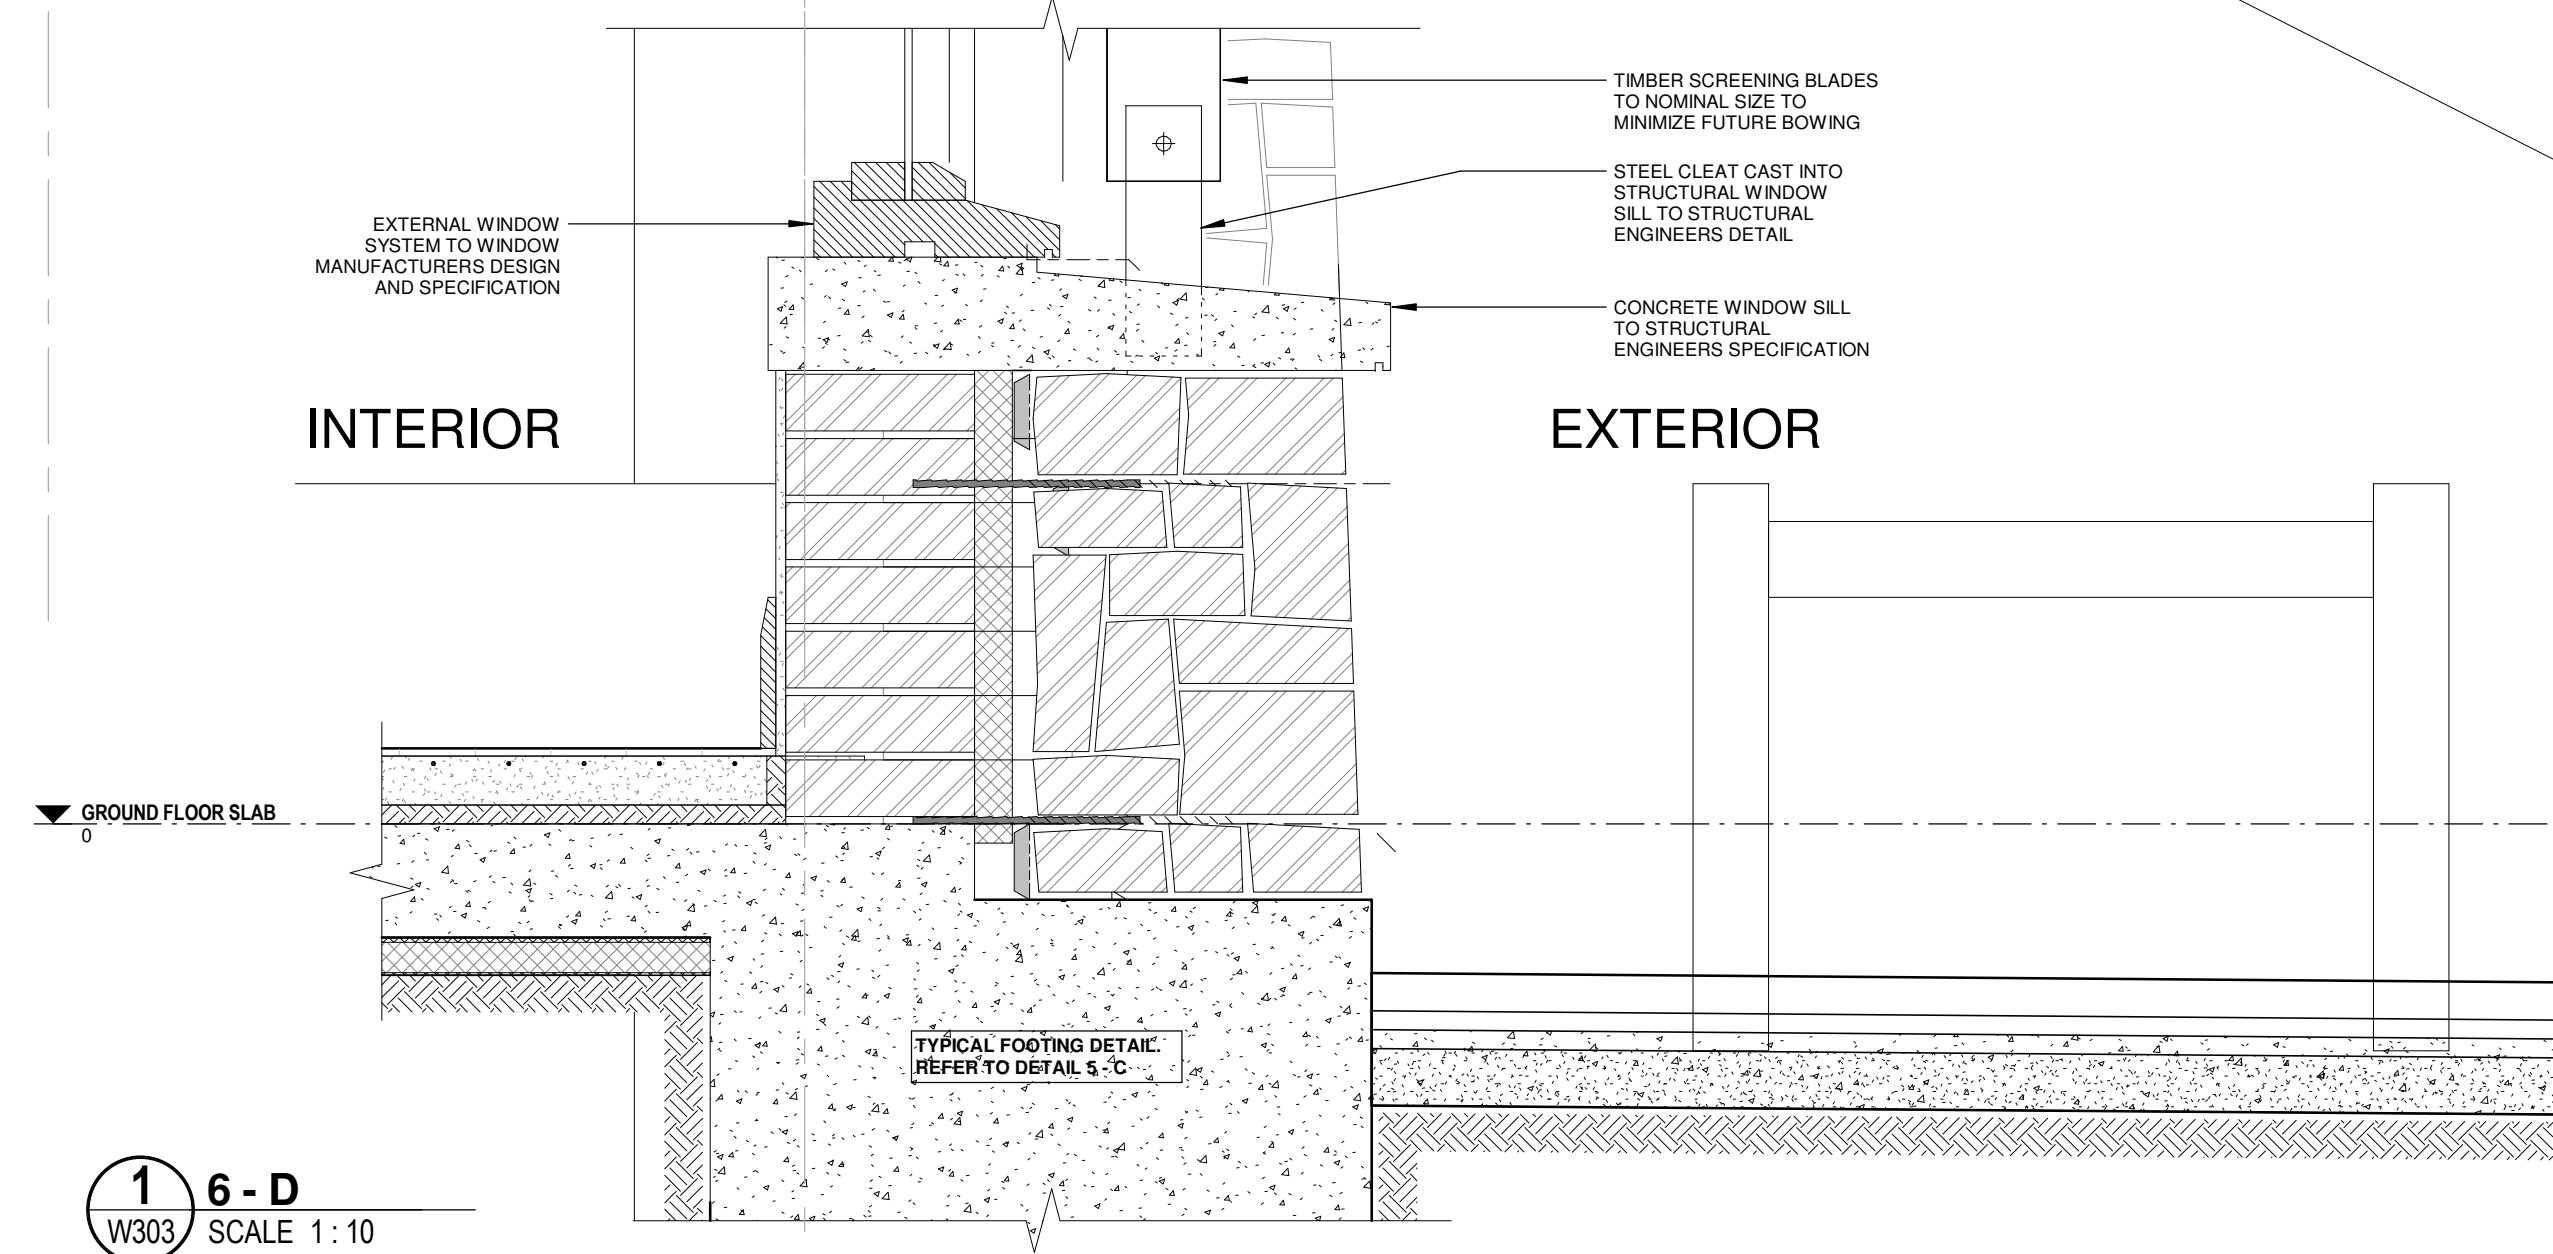 TIMBER SCREENING BLADES
TO NOMINAL SIZE TO
MINIMIZE FUTURE BOWING
STEEL CLEAT CAST INTO
STRUCTURAL WINDOW
SILL TO STRUCTURAL
ENGINEERS DETAIL
EXTERNAL WINDOW
SYSTEM TO WINDOW
MANUFACTURERS DESIGN
AND SPECIFICATION
CONCRETE WINDOW SILL
TO STRUCTURAL
ENGINEERS SPECIFICATION
INTERIOR
EXTERIOR
GROUND FLOOR SLAB
0
TYPICAL FOOTING DETAIL.
REFER TO DETAIL 5 - C
1
W303
6 - D
SCALE 1 : 10